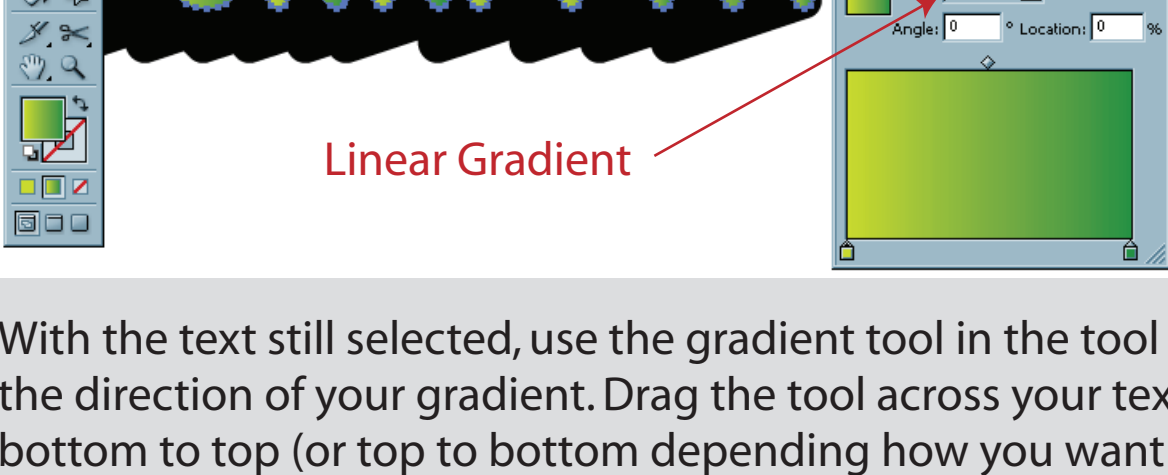 Angle: 0 ° Location: 0 %
Linear Gradient
With the text still selected, use the gradient tool in the tool
the direction of your gradient. Drag the tool across your tex
bottom to top (or top to bottom depending how you want